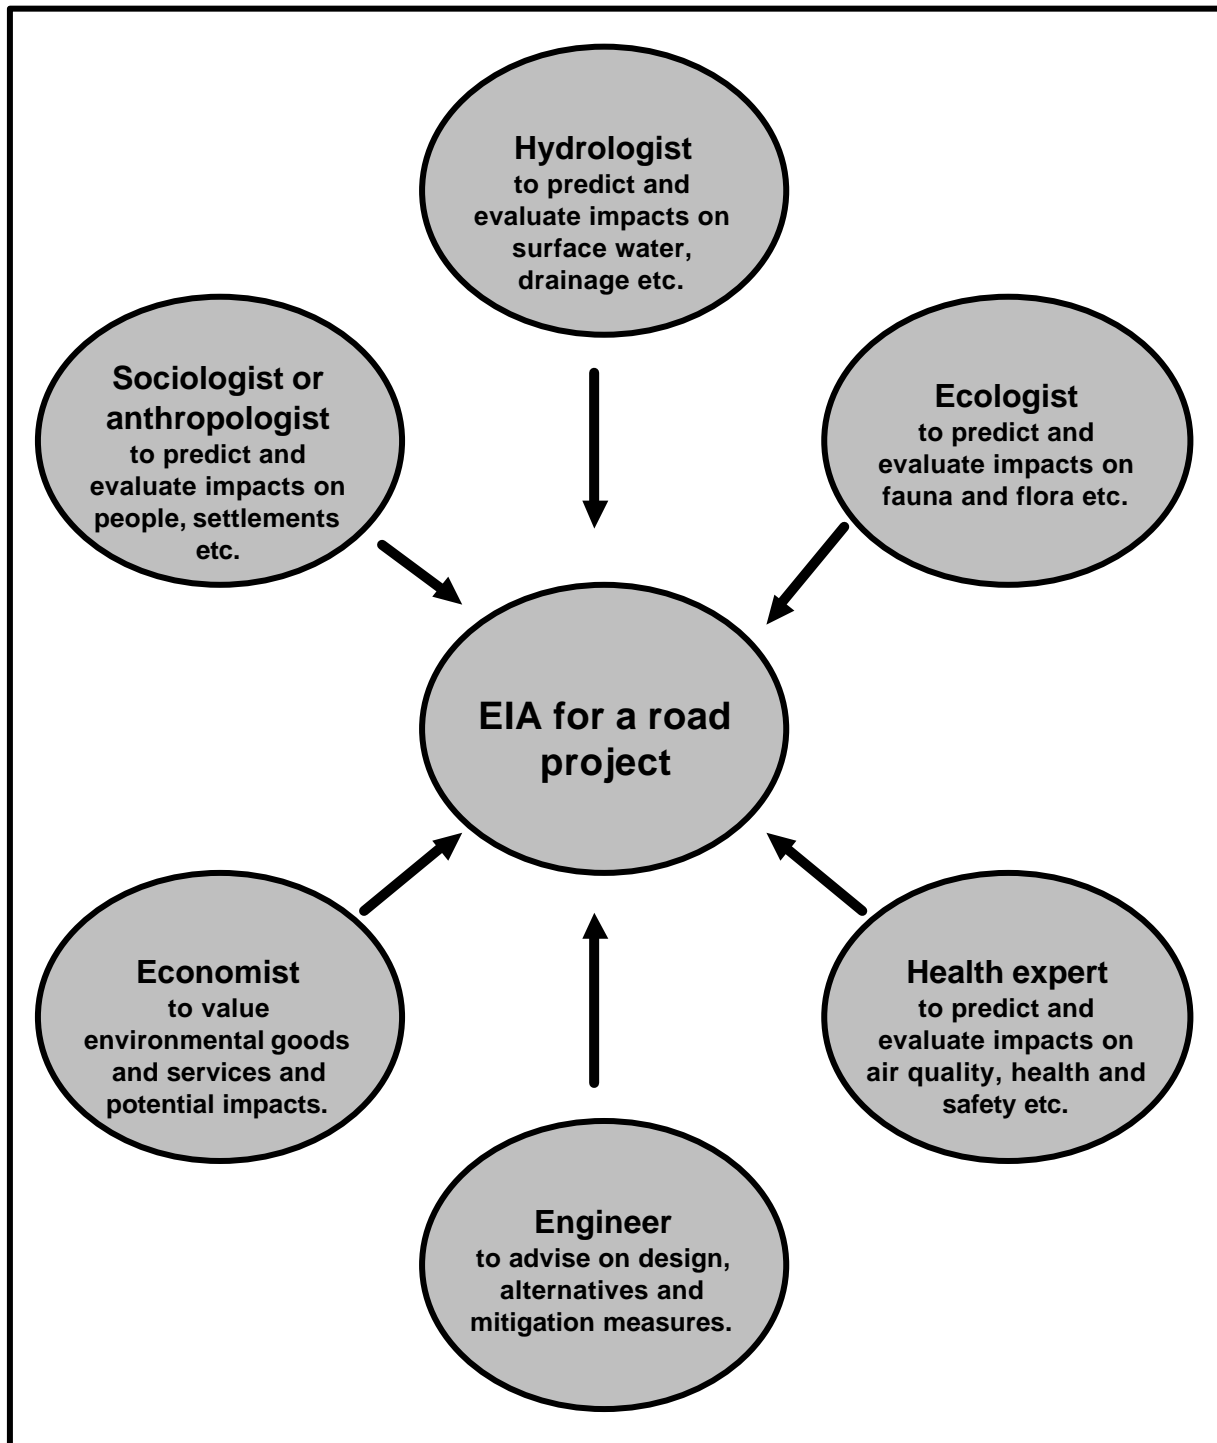 Hydrologist
to predict and
evaluate impacts on
surface water,
drainage etc.
Sociologist or
anthropologist
to predict and
evaluate impacts on
people, settlements
etc.
Ecologist
to predict and
evaluate impacts on
fauna and flora etc.
EIA for a road
project
Economist
to value
environmental goods
and services and
potential impacts.
Health expert
to predict and
evaluate impacts on
air quality, health and
safety etc.
Engineer
to advise on design,
alternatives and
mitigation measures.